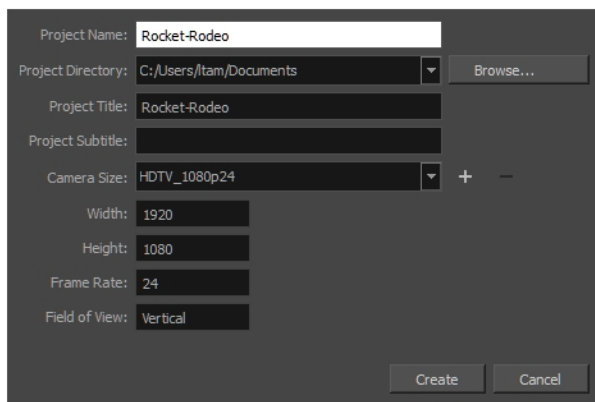 Project Name: Rocket-Rodeo
Project Directory: C:/Users/ltam/Documents Browse...
Project Title: Rocket-Rodeo
Project Subtitle:
Camera Size: HDTV_1080p24 + −
Width: 1920
Height: 1080
Frame Rate: 24
Field of View: Vertical
Create Cancel